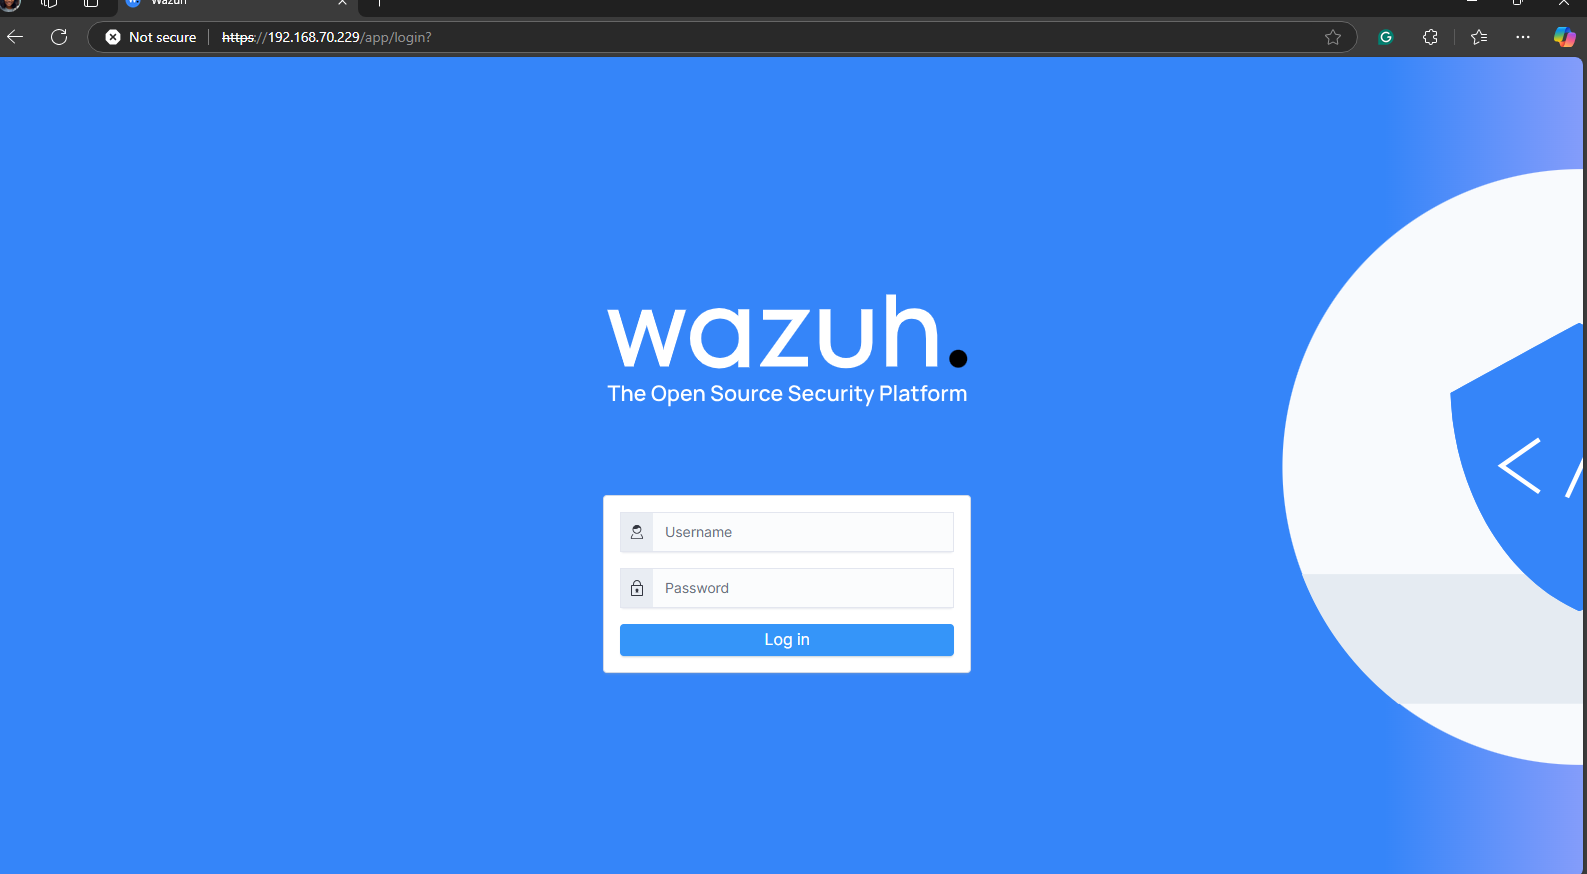 Wazuh
Not secure
https://192.168.70.229/app/login?
wazuh.
The Open Source Security Platform
Username
Password
Log in